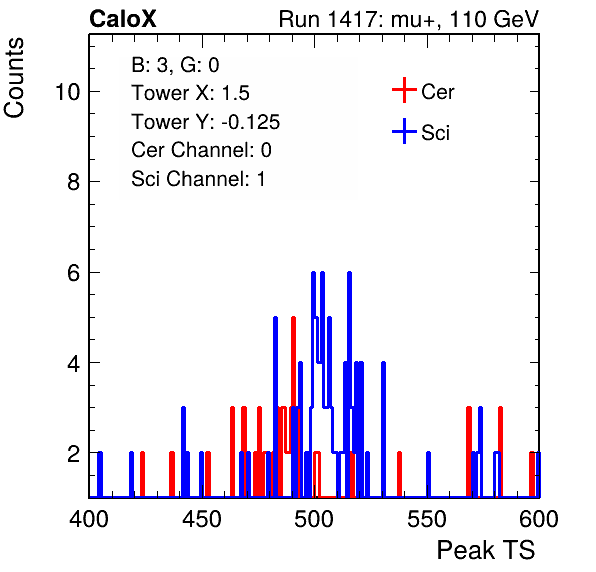 CaloX Run 1417: mu+, 110 GeV
Counts
B: 3, G: 0
Tower X: 1.5
Tower Y: -0.125
Cer Channel: 0
Sci Channel: 1
Cer
Sci
10
8
6
4
2
400 450 500 550 600
Peak TS